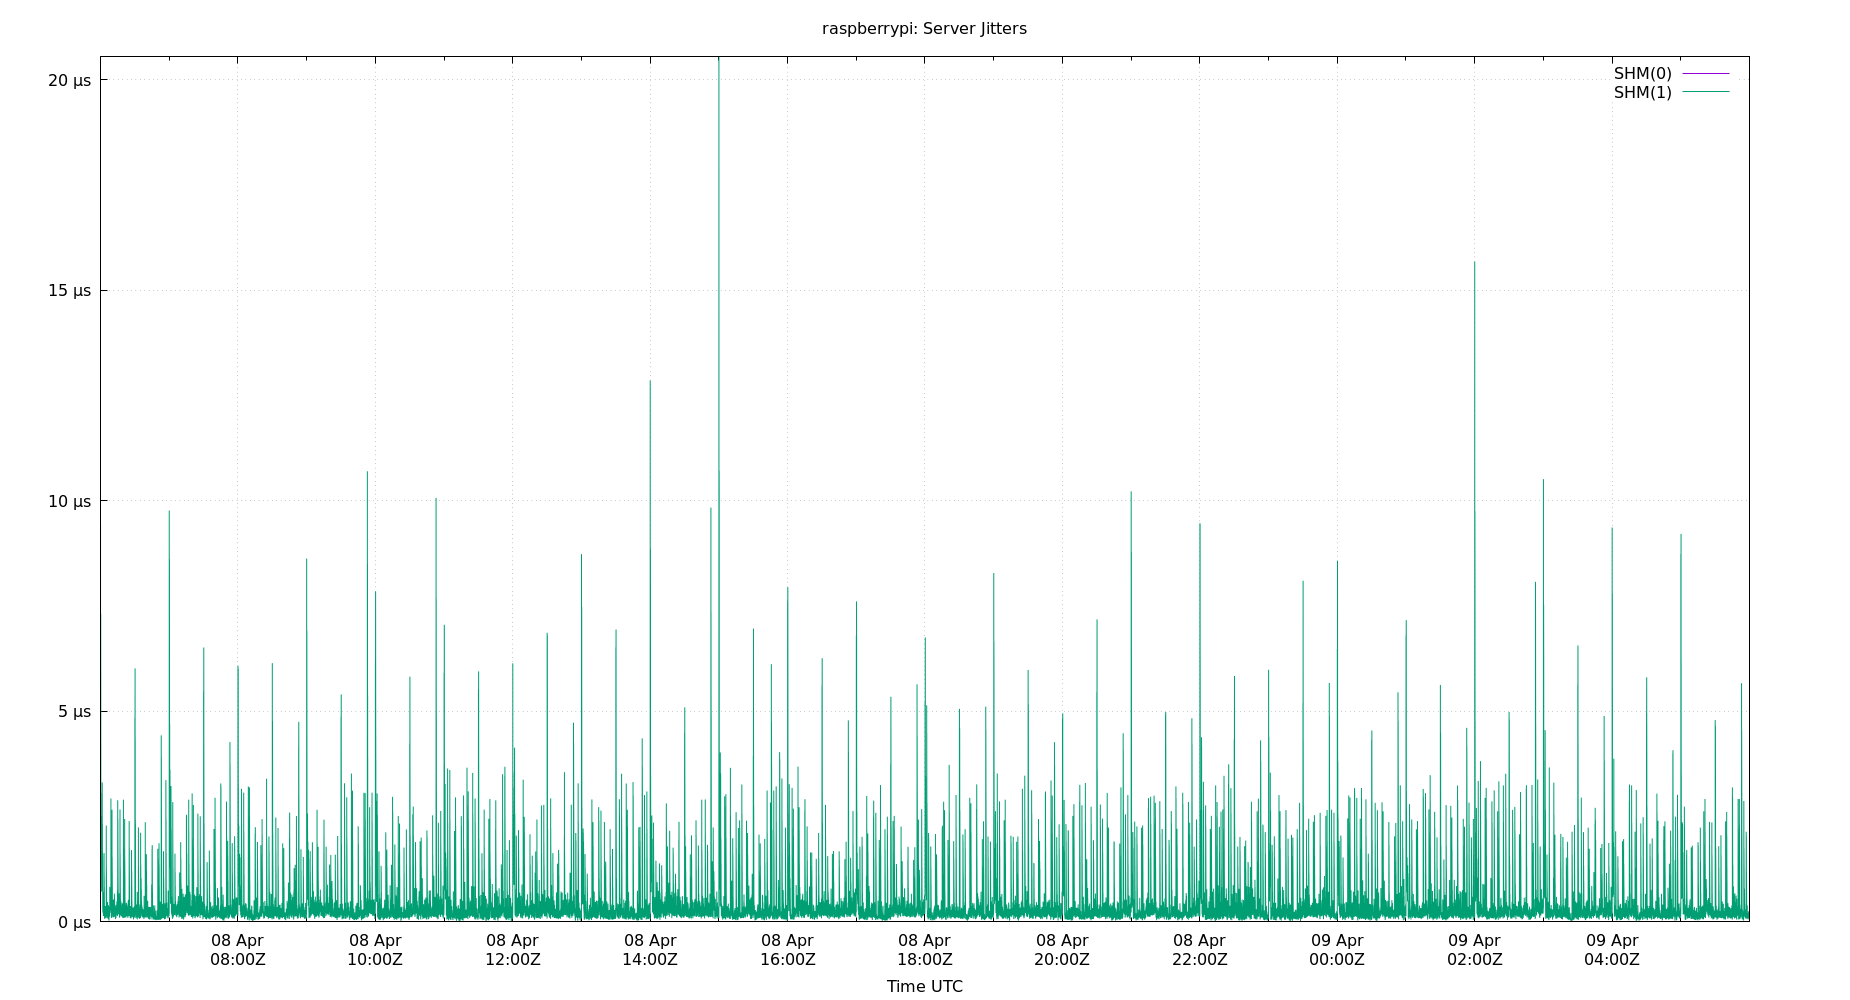 raspberrypi: Server Jitters
SHM(0)
SHM(1)
20 µs
15 µs
10 µs
5 µs
0 µs
08 Apr 08 Apr 08 Apr 08 Apr 08 Apr 08 Apr 08 Apr 08 Apr 09 Apr 09 Apr 09 Apr
08:00Z 10:00Z 12:00Z 14:00Z 16:00Z 18:00Z 20:00Z 22:00Z 00:00Z 02:00Z 04:00Z
Time UTC